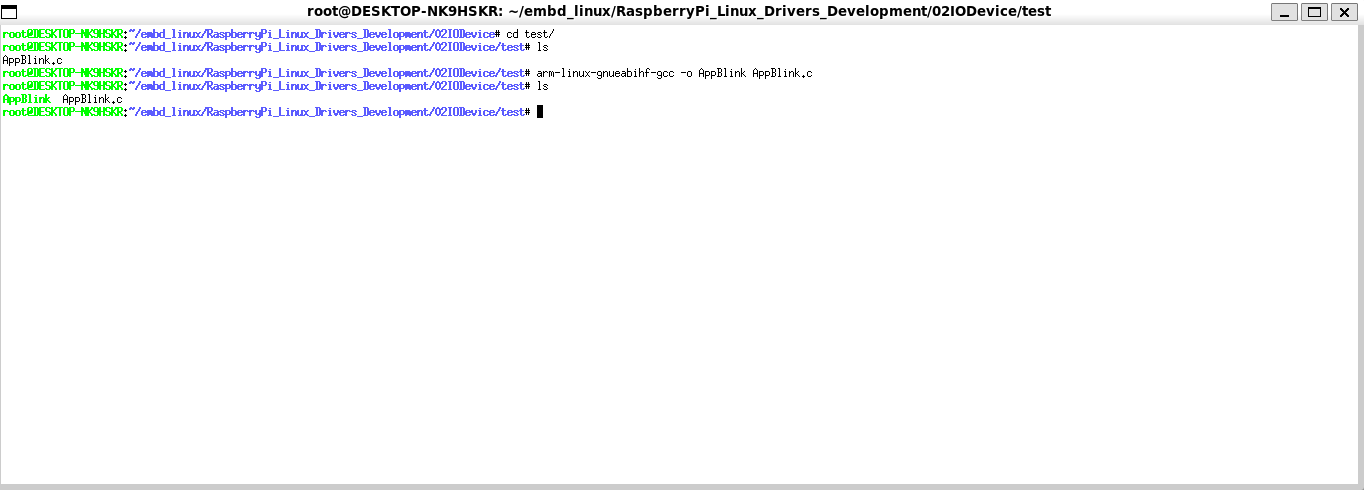 root@DESKTOP-NK9HSKR: ~/embd_linux/RaspberryPi_Linux_Drivers_Development/02IODevice/test
root@DESKTOP-NK9HSKR:~/embd_linux/RaspberryPi_Linux_Drivers_Development/02IODevice# cd test/
root@DESKTOP-NK9HSKR:~/embd_linux/RaspberryPi_Linux_Drivers_Development/02IODevice/test# ls
AppBlink.c
root@DESKTOP-NK9HSKR:~/embd_linux/RaspberryPi_Linux_Drivers_Development/02IODevice/test# arm-linux-gnueabihf-gcc -o AppBlink AppBlink.c
root@DESKTOP-NK9HSKR:~/embd_linux/RaspberryPi_Linux_Drivers_Development/02IODevice/test# ls
AppBlink  AppBlink.c
root@DESKTOP-NK9HSKR:~/embd_linux/RaspberryPi_Linux_Drivers_Development/02IODevice/test#